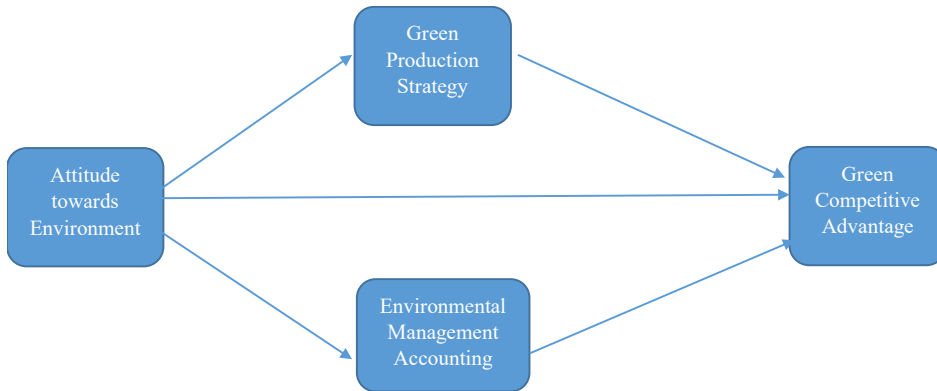 Green
Production
Strategy
Attitude
towards
Environment
Green
Competitive
Advantage
Environmental
Management
Accounting